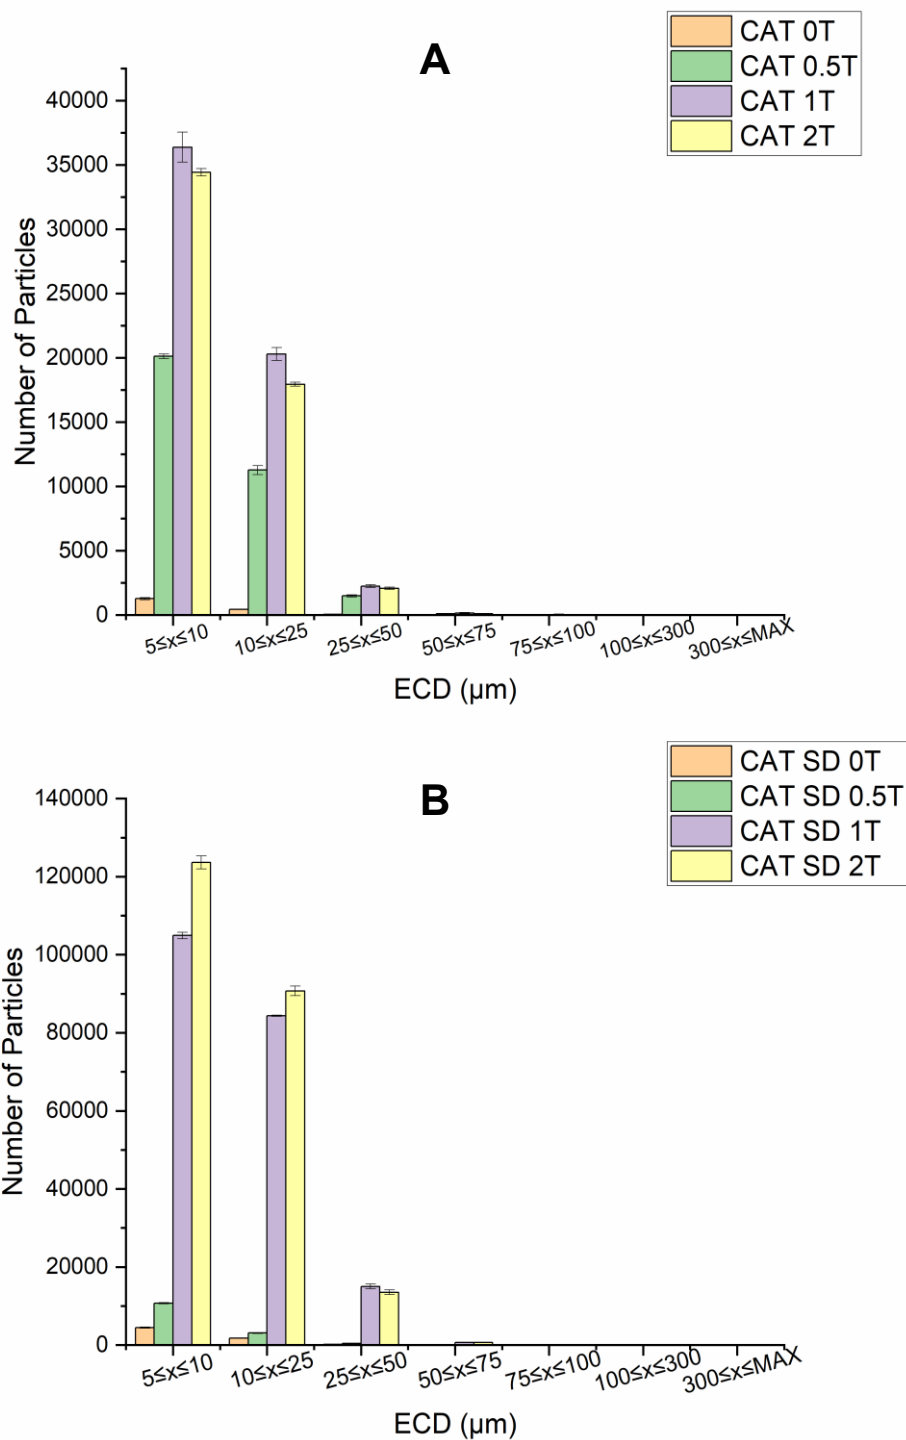 A
CAT 0T
CAT 0.5T
CAT 1T
CAT 2T
40000
35000
30000
25000
20000
15000
10000
5000
0
Number of Particles
5≤x≤10
10≤x≤25
25≤x≤50
50≤x≤75
75≤x≤100
100≤x≤300
300≤x≤MAX
ECD (µm)
B
CAT SD 0T
CAT SD 0.5T
CAT SD 1T
CAT SD 2T
140000
120000
100000
80000
60000
40000
20000
0
Number of Particles
5≤x≤10
10≤x≤25
25≤x≤50
50≤x≤75
75≤x≤100
100≤x≤300
300≤x≤MAX
ECD (µm)